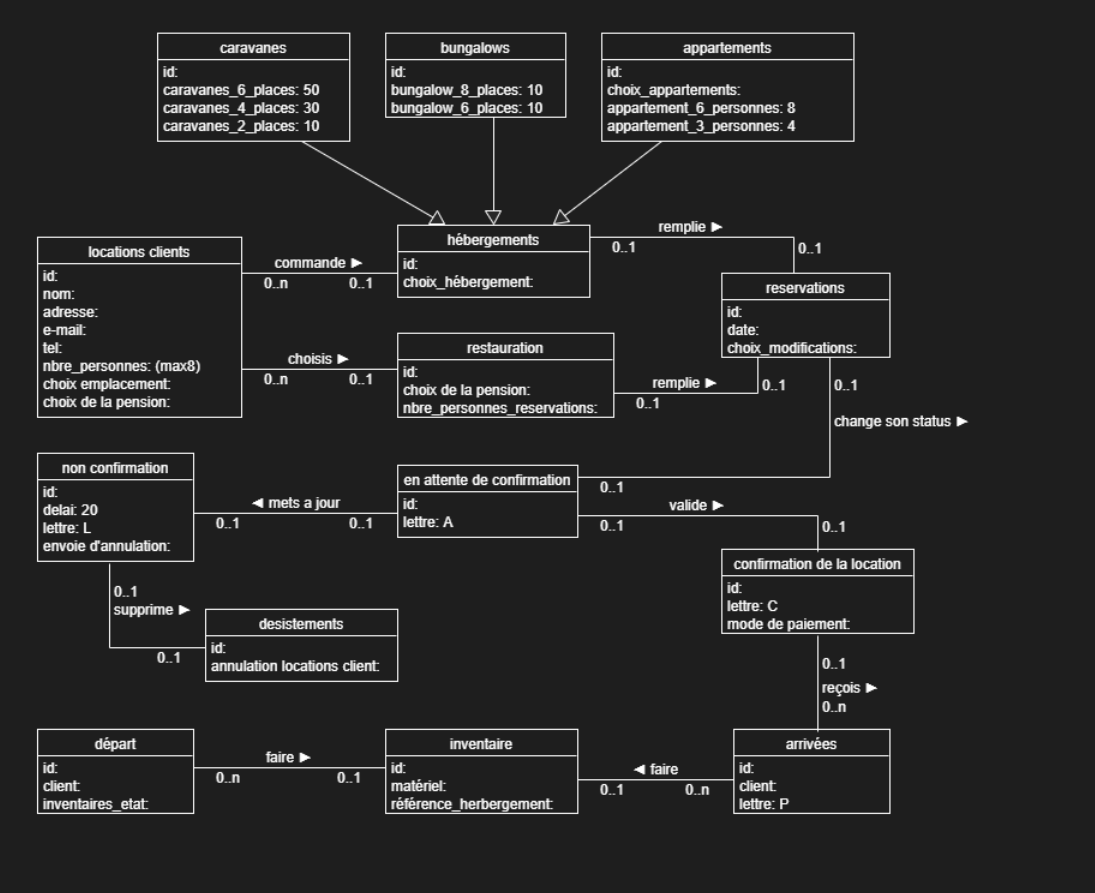 caravanes
id:
caravanes_6_places: 50
caravanes_4_places: 30
caravanes_2_places: 10
bungalows
id:
bungalow_8_places: 10
bungalow_6_places: 10
appartements
id:
choix_appartements:
appartement_6_personnes: 8
appartement_3_personnes: 4
locations clients
id:
nom:
adresse:
e-mail:
tel:
nbre_personnes: (max8)
choix emplacement:
choix de la pension:
commande ►
0..n
0..1
hébergements
id:
choix_hébergement:
remplie ►
0..1
0..1
reservations
id:
date:
choix_modifications:
choisis ►
0..n
0..1
restauration
id:
choix de la pension:
nbre_personnes_reservations:
remplie ►
0..1
0..1
0..1
change son status ►
0..1
non confirmation
id:
delai: 20
lettre: L
envoie d'annulation:
◄ mets a jour
0..1
0..1
en attente de confirmation
id:
lettre: A
valide ►
0..1
0..1
confirmation de la location
id:
lettre: C
mode de paiement:
0..1
supprime ►
0..1
desistements
id:
annulation locations client:
0..1
reçois ►
0..n
départ
id:
client:
inventaires_etat:
faire ►
0..n
0..1
inventaire
id:
matériel:
référence_herbergement:
◄ faire
0..1
0..n
arrivées
id:
client:
lettre: P